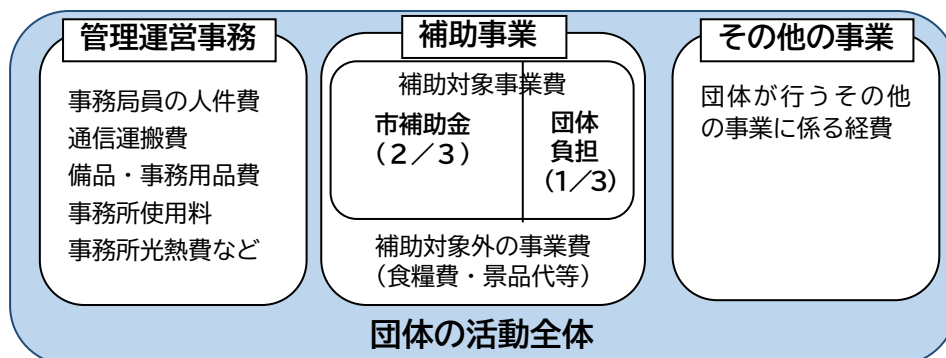 管理運営事務
事務局員の人件費
通信運搬費
備品・事務用品費
事務所使用料
事務所光熱費など
補助事業
補助対象事業費
市補助金
（２／３）
団体
負担
（1／3）
補助対象外の事業費
（食糧費・景品代等）
その他の事業
団体が行うその他
の事業に係る経費
団体の活動全体